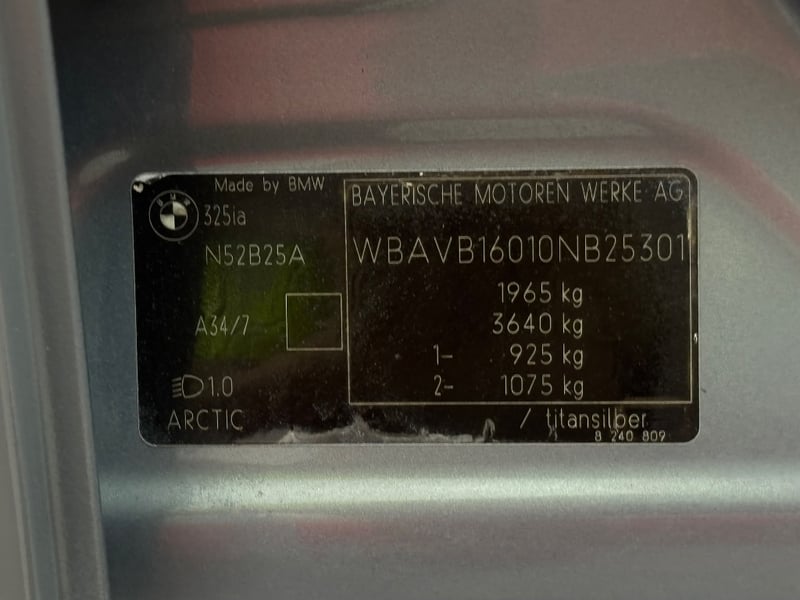 Made by BMW
BMW
325ia
N52B25A
A34/7
1.0
ARCTIC
BAYERISCHE MOTOREN WERKE AG
WBAVB16010NB25301
1965 kg
3640 kg
1- 925 kg
2- 1075 kg
/ titansilber
8 240 809